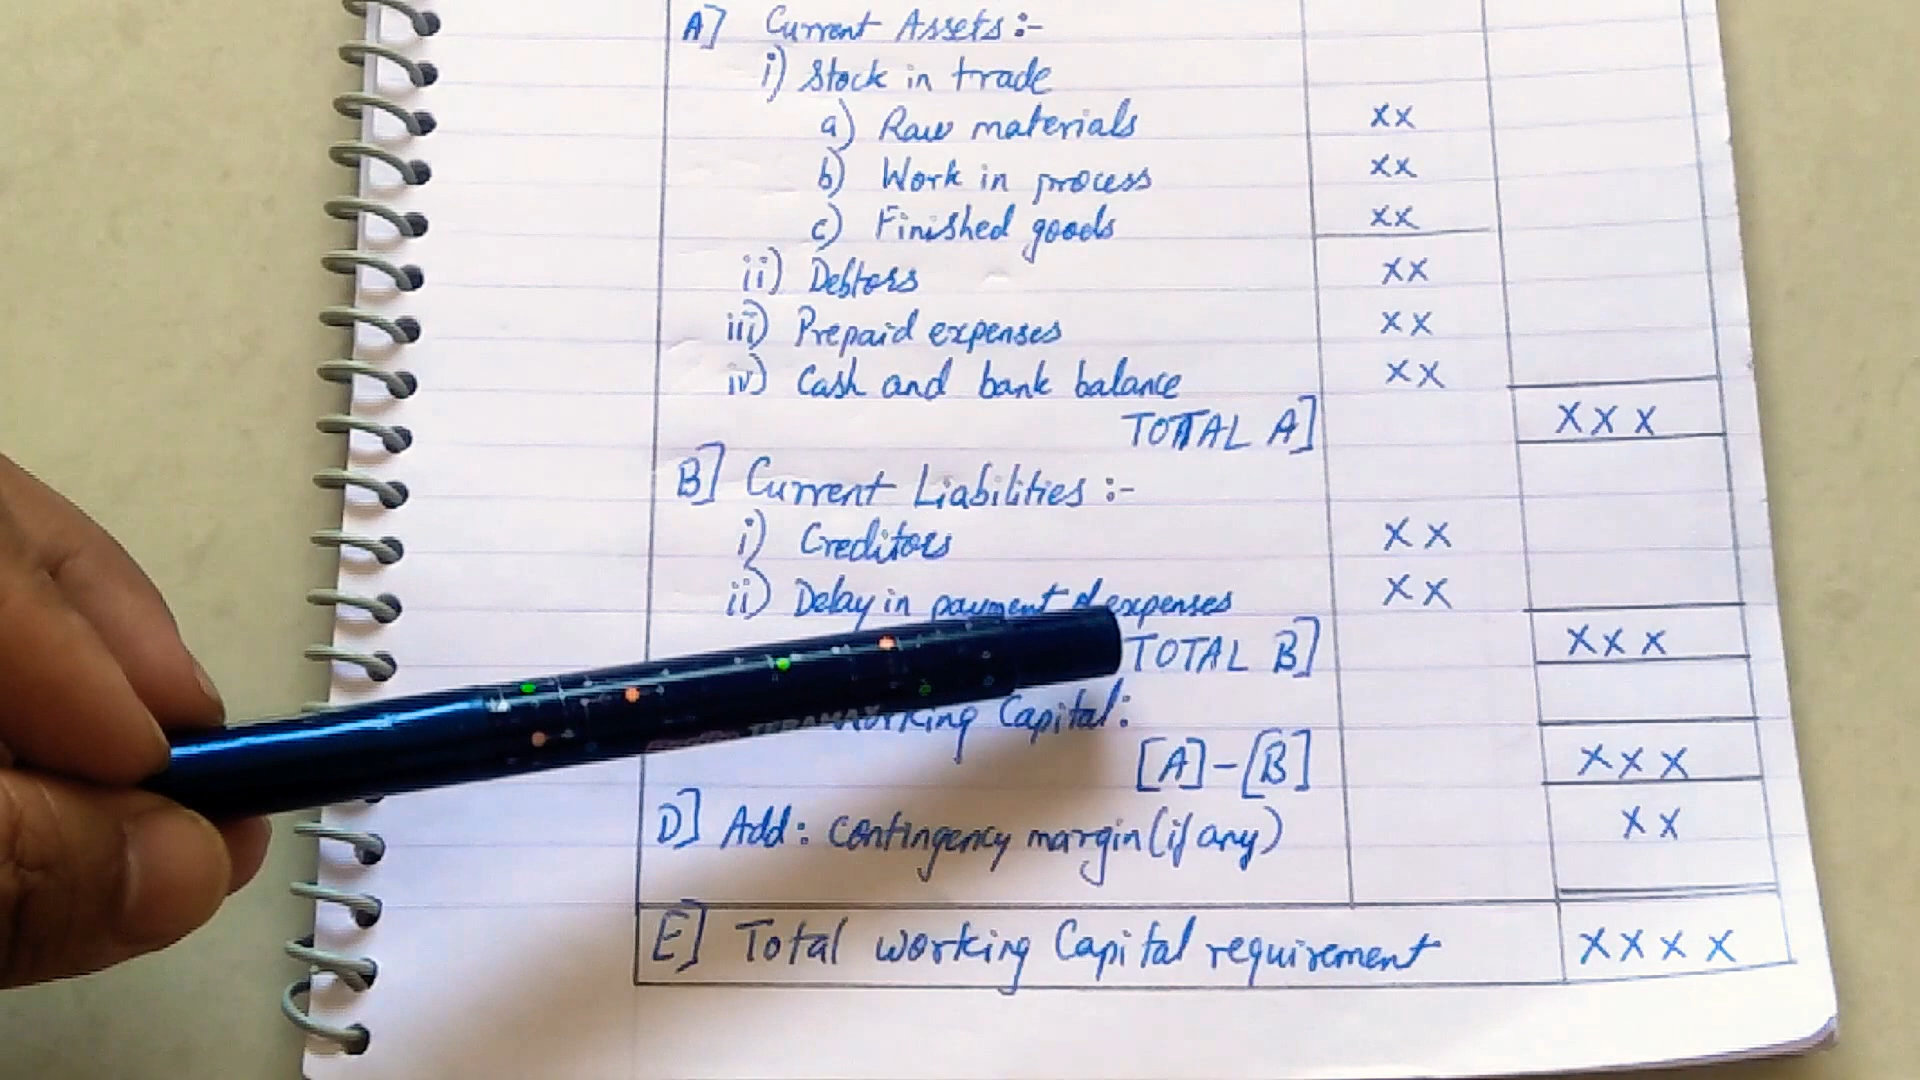 A] Current Assets :-
i) Stock in trade
a) Raw materials XX
b) Work in process XX
c) Finished goods XX
ii) Debtors XX
iii) Prepaid expenses XX
iv) Cash and bank balance XX
TOTAL A] XXX
B] Current Liabilities :-
i) Creditors XX
ii) Delay in payment of expenses XX
TOTAL B] XXX
Working Capital:
[A]-[B] XXX
D] Add: Contingency margin (if any) XX
E] Total working Capital requirement XXXX